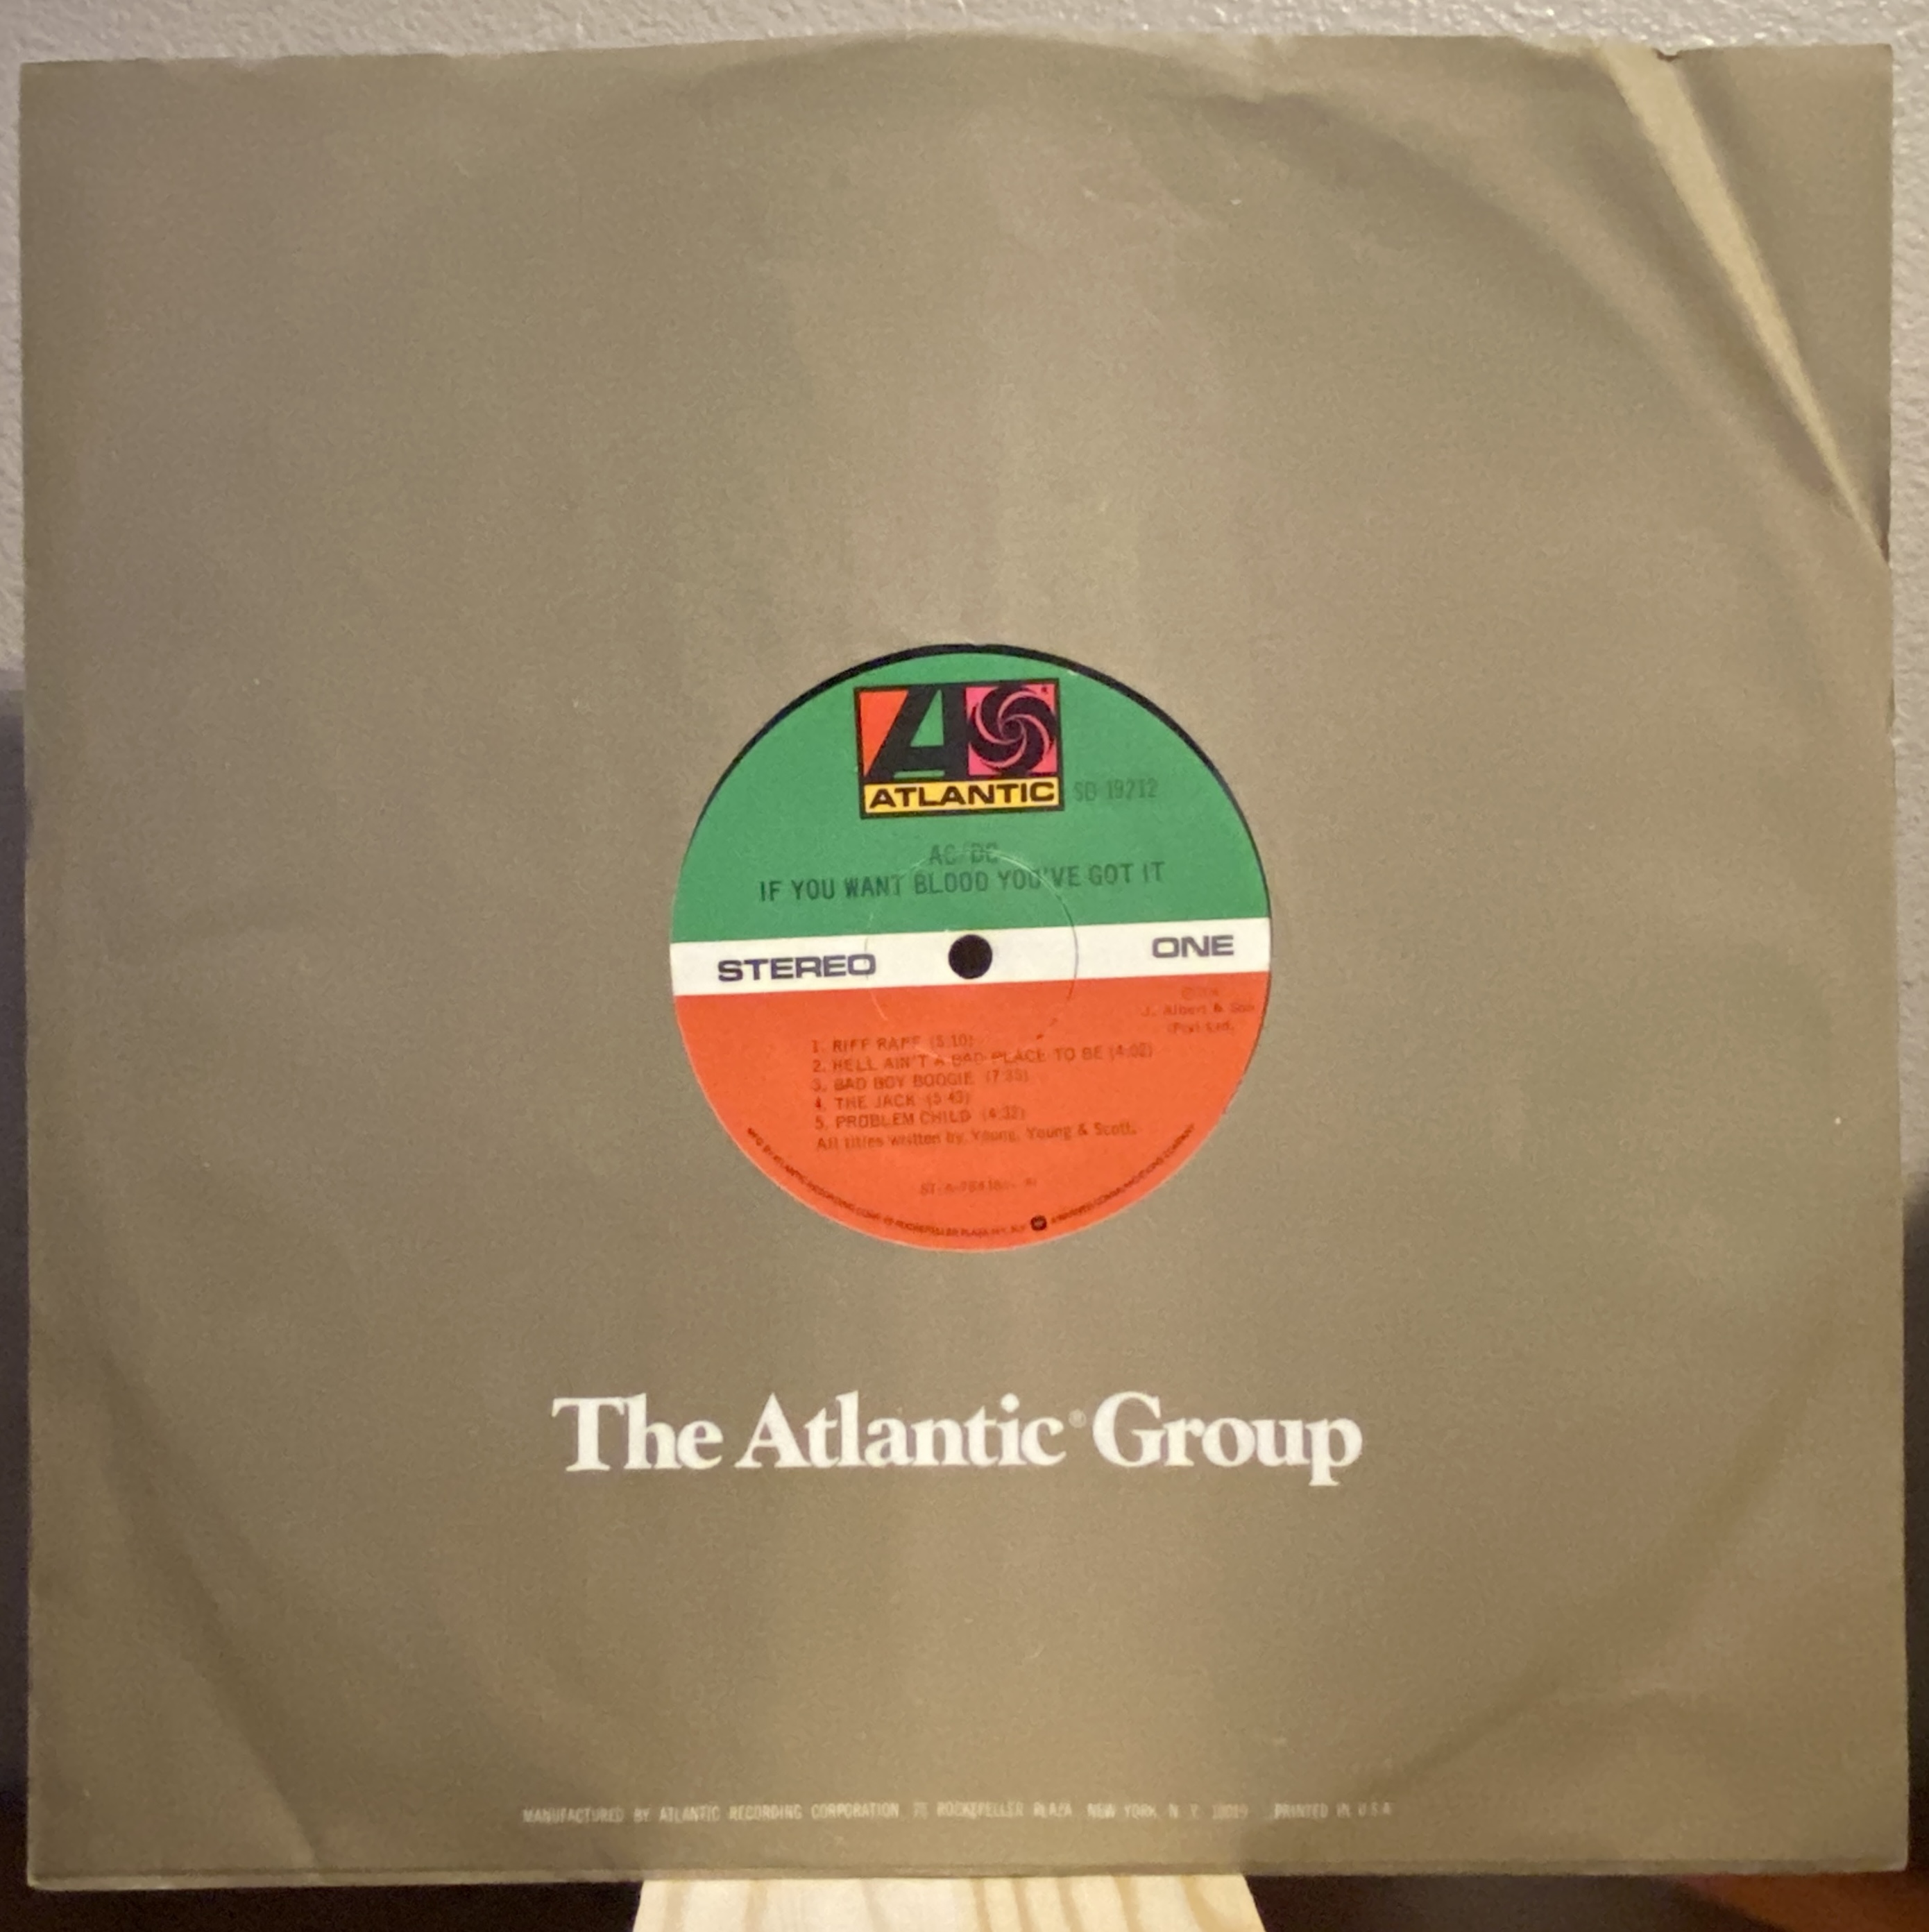 ATLANTIC
SD 19212
AC/DC
IF YOU WANT BLOOD YOU'VE GOT IT
STEREO
ONE
J. Albert & Son
(Pty) Ltd.
1. RIFF RAFF (5:10)
2. HELL AIN'T A BAD PLACE TO BE (4:02)
3. BAD BOY BOOGIE
4. THE JACK (5:43)
5. PROBLEM CHILD (4:32)
All titles written by Young, Young & Scott.
The Atlantic® Group
MANUFACTURED BY ATLANTIC RECORDING CORPORATION 75 ROCKEFELLER PLAZA NEW YORK N Y 10019 PRINTED IN U.S.A